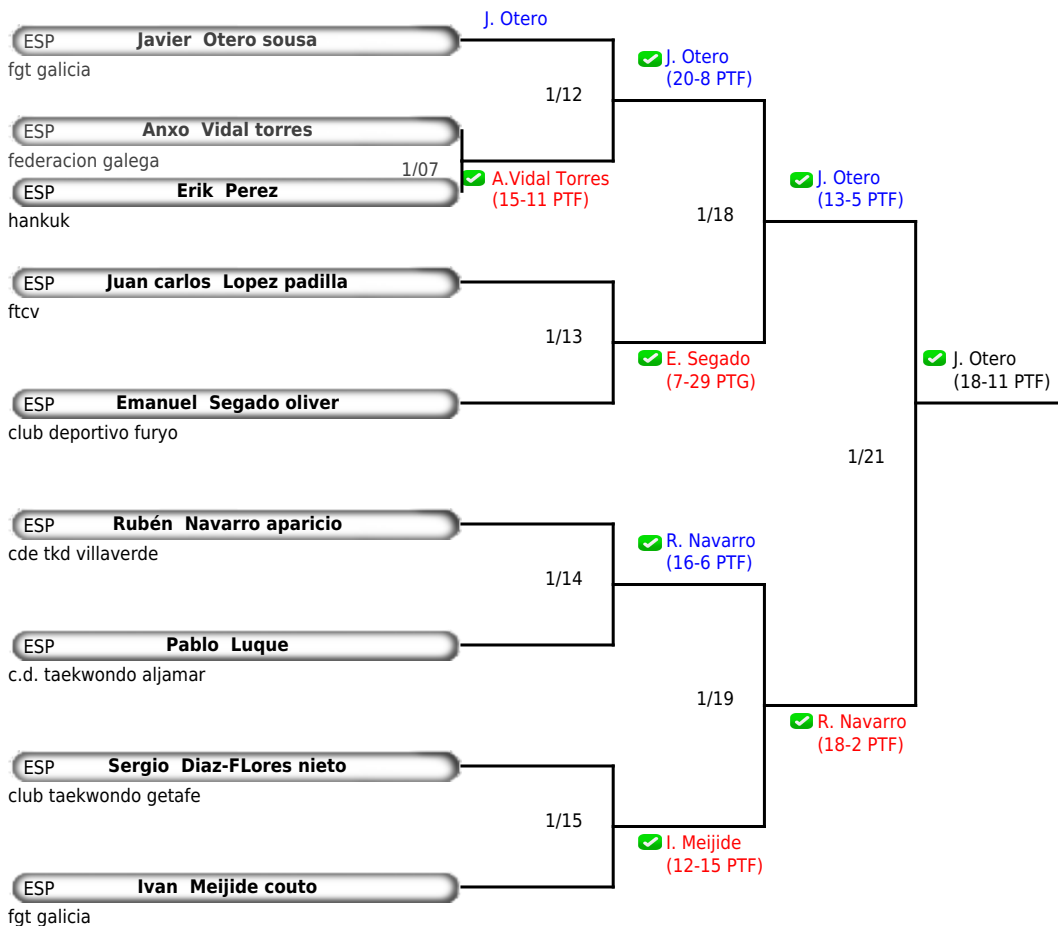 J. Otero
ESP Javier Otero sousa
fgt galicia
J. Otero
(20-8 PTF)
1/12
ESP Anxo Vidal torres
federacion galega
1/07
A.Vidal Torres
(15-11 PTF)
ESP Erik Perez
hankuk
J. Otero
(13-5 PTF)
1/18
ESP Juan carlos Lopez padilla
ftcv
1/13
E. Segado
(7-29 PTG)
J. Otero
(18-11 PTF)
ESP Emanuel Segado oliver
club deportivo furyo
1/21
ESP Rubén Navarro aparicio
cde tkd villaverde
R. Navarro
(16-6 PTF)
1/14
ESP Pablo Luque
c.d. taekwondo aljamar
1/19
R. Navarro
(18-2 PTF)
ESP Sergio Diaz-FLores nieto
club taekwondo getafe
1/15
I. Meijide
(12-15 PTF)
ESP Ivan Meijide couto
fgt galicia